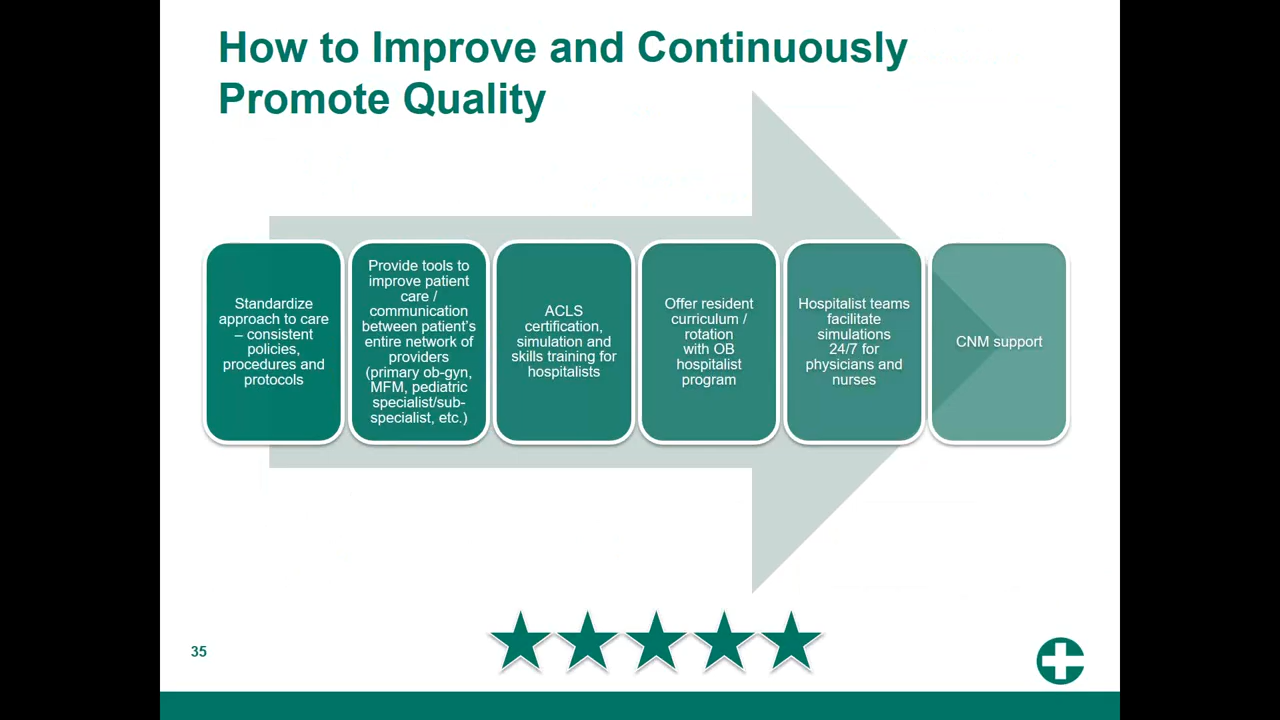 How to Improve and Continuously
Promote Quality
Standardize
approach to care
– consistent
policies,
procedures and
protocols
Provide tools to
improve patient
care /
communication
between patient's
entire network of
providers
(primary ob-gyn,
MFM, pediatric
specialist/sub-
specialist, etc.)
ACLS
certification,
simulation and
skills training for
hospitalists
Offer resident
curriculum /
rotation
with OB
hospitalist
program
Hospitalist teams
facilitate
simulations
24/7 for
physicians and
nurses
CNM support
35